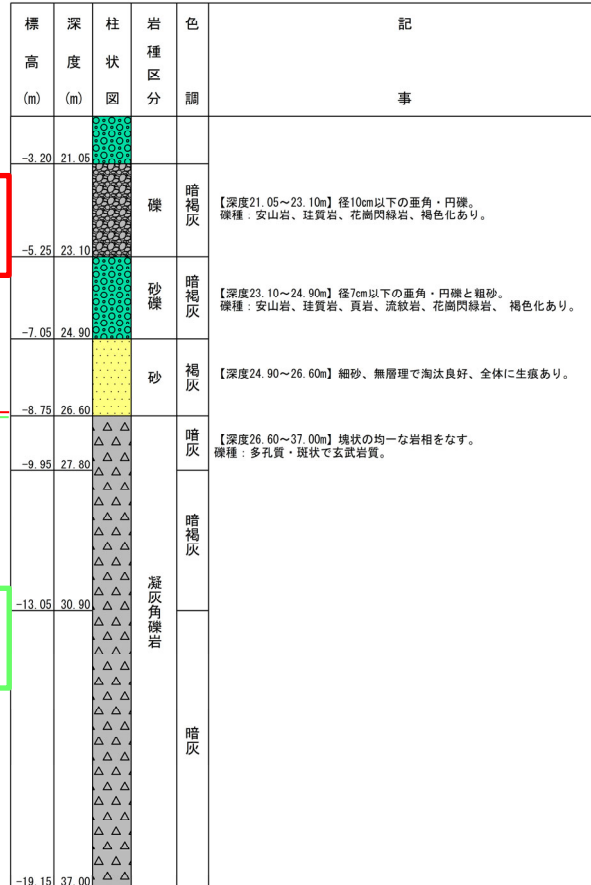 標高(m) 深度(m) 柱状図 岩種区分 色調 記事
-3.20 21.05
礫 暗褐灰 【深度21.05～23.10m】径10cm以下の亜角・円礫。
礫種：安山岩、珪質岩、花崗閃緑岩、褐色化あり。
-5.25 23.10
砂礫 暗褐灰 【深度23.10～24.90m】径7cm以下の亜角・円礫と粗砂。
礫種：安山岩、珪質岩、頁岩、流紋岩、花崗閃緑岩、 褐色化あり。
-7.05 24.90
砂 褐灰 【深度24.90～26.60m】細砂、無層理で淘汰良好、全体に生痕あり。
-8.75 26.60
暗灰 【深度26.60～37.00m】塊状の均一な岩相をなす。
礫種：多孔質・斑状で玄武岩質。
-9.95 27.80
暗褐灰
凝灰角礫岩
-13.05 30.90
暗灰
-19.15 37.00